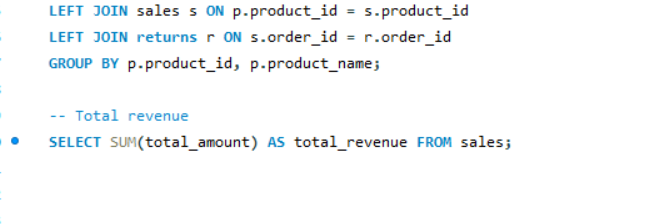 LEFT JOIN sales s ON p.product_id = s.product_id
LEFT JOIN returns r ON s.order_id = r.order_id
GROUP BY p.product_id, p.product_name;
-- Total revenue
SELECT SUM(total_amount) AS total_revenue FROM sales;